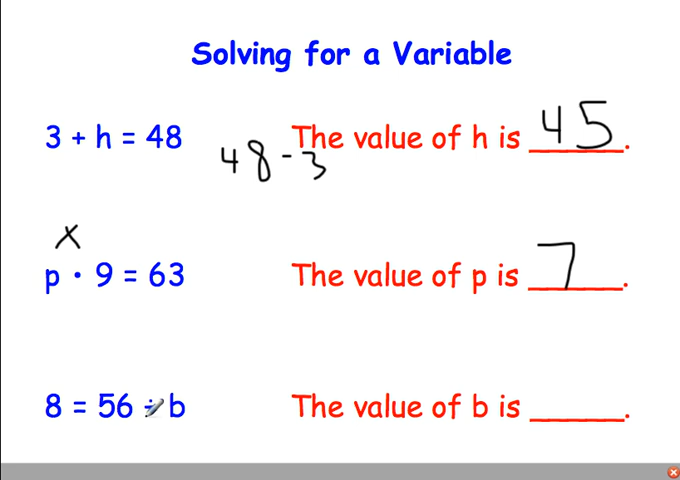 Solving for a Variable
3 + h = 48 The value of h is 45.
48 - 3
x
p · 9 = 63 The value of p is 7.
8 = 56 ÷ b The value of b is ______.